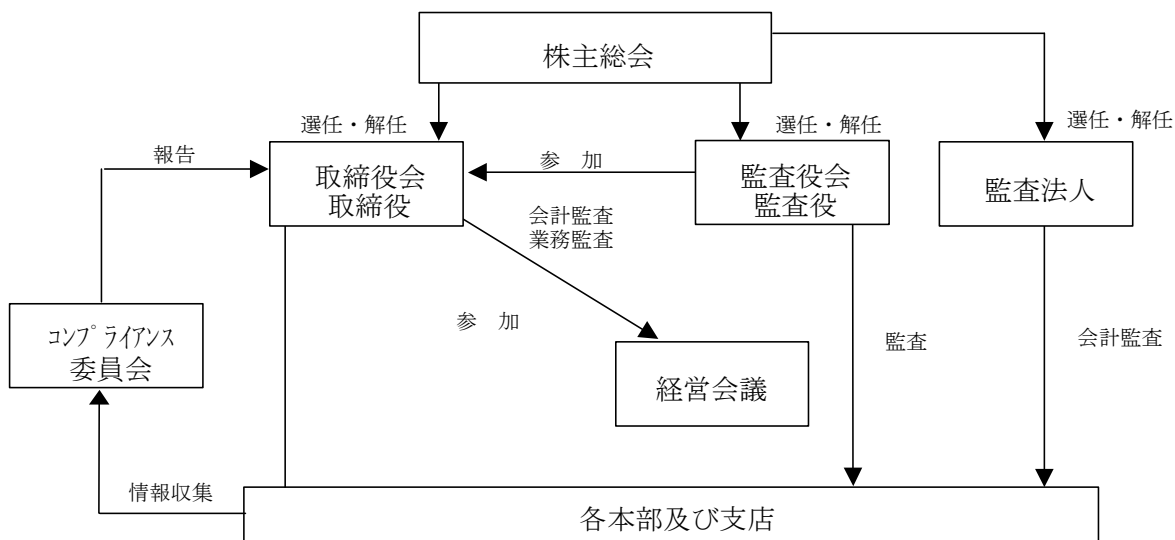 株主総会
選任・解任
選任・解任
選任・解任
報告
取締役会
取締役
参　加
監査役会
監査役
監査法人
会計監査
業務監査
コンプライアンス
委員会
参　加
経営会議
監査
会計監査
情報収集
各本部及び支店